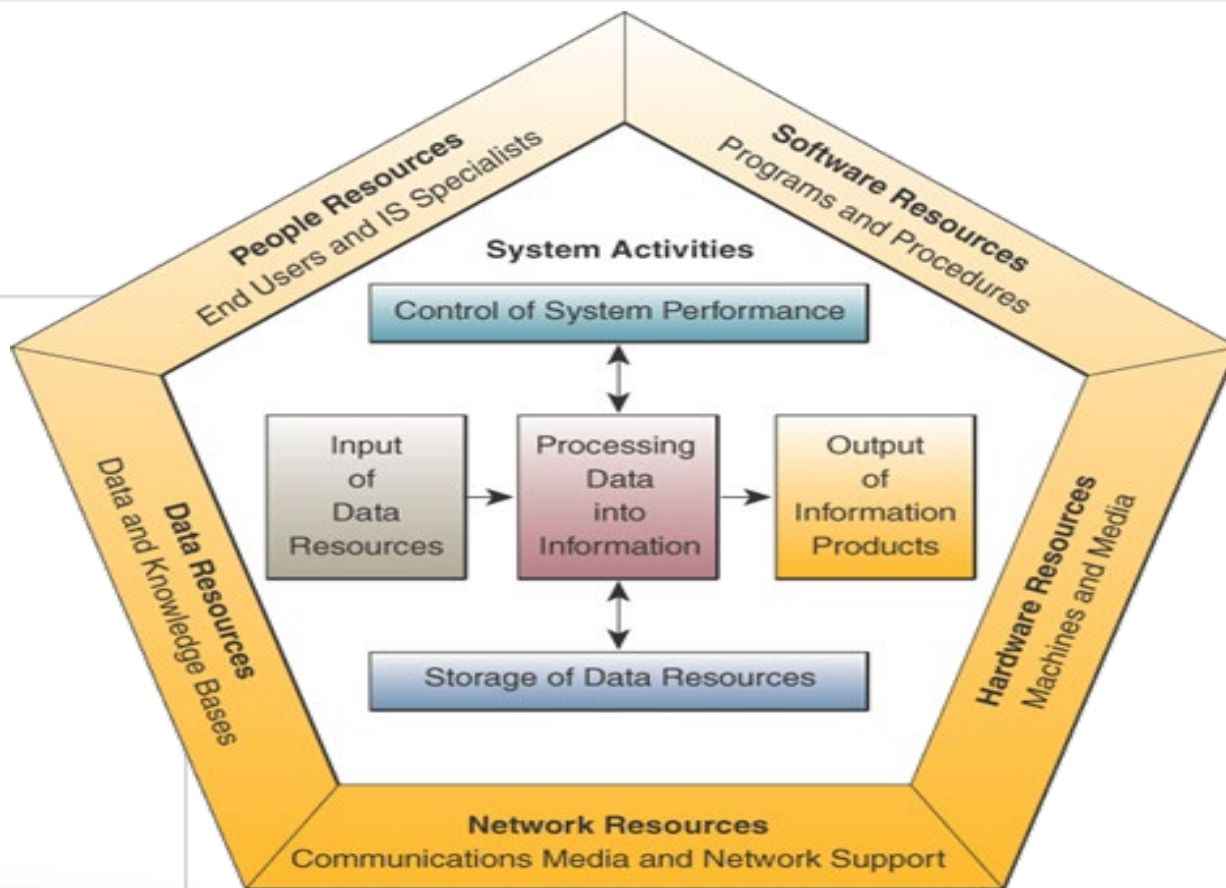 People Resources
End Users and IS Specialists
Software Resources
Programs and Procedures
System Activities
Control of System Performance
Input
of
Data
Resources
Processing
Data
into
Information
Output
of
Information
Products
Storage of Data Resources
Data Resources
Data and Knowledge Bases
Hardware Resources
Machines and Media
Network Resources
Communications Media and Network Support